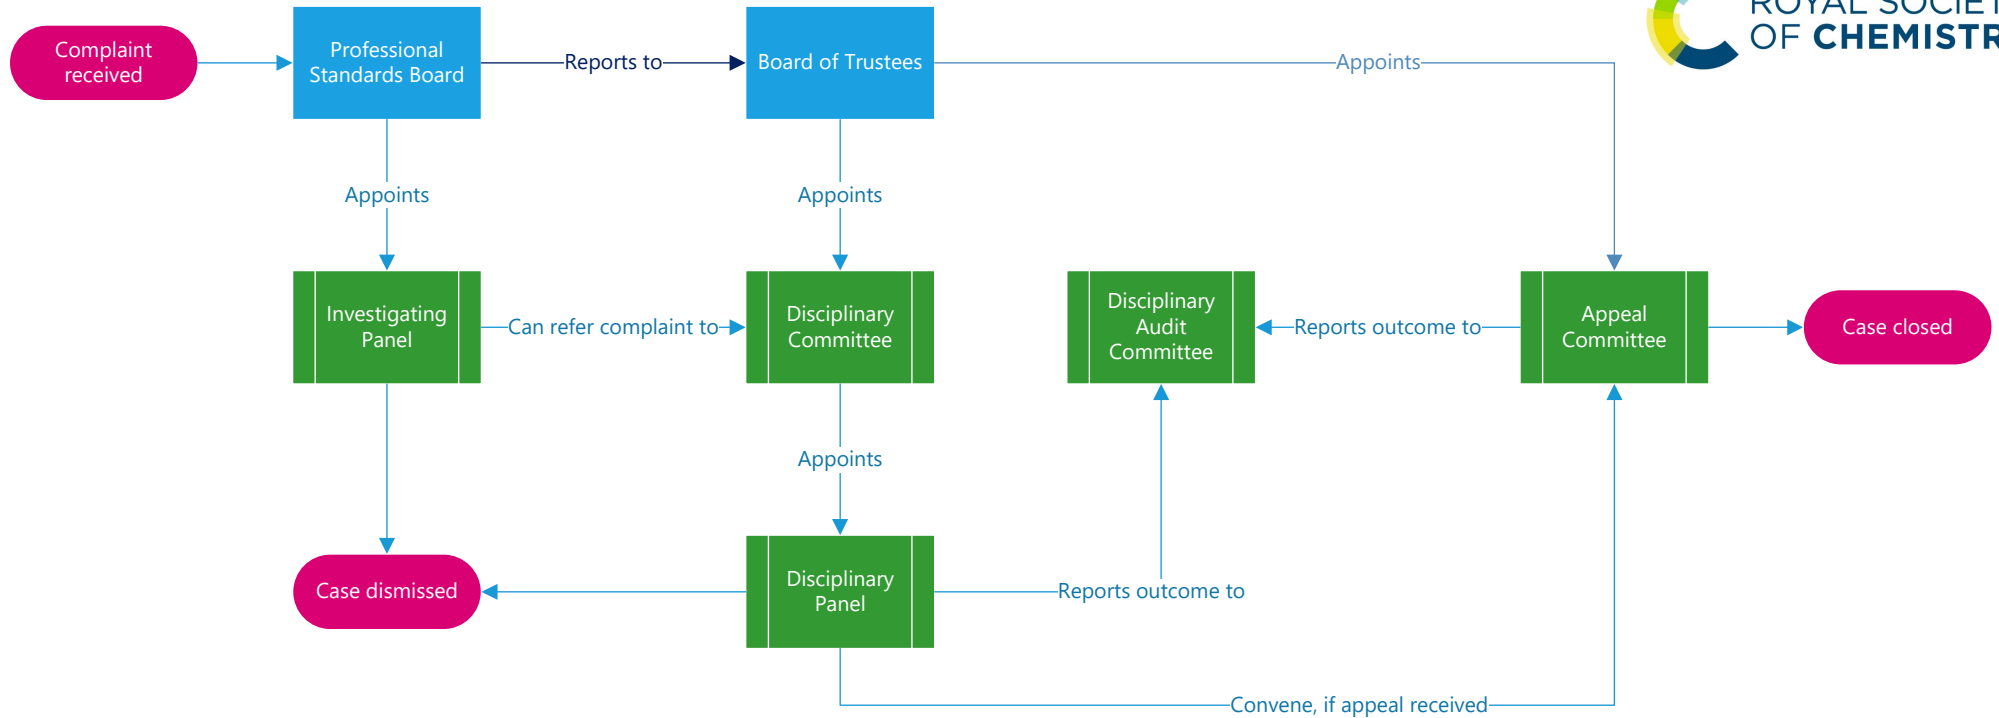 ROYAL SOCIET
OF CHEMISTR
Complaint
received
Professional
Standards Board
Reports to
Board of Trustees
Appoints
Appoints
Appoints
Investigating
Panel
Can refer complaint to
Disciplinary
Committee
Disciplinary
Audit
Committee
Reports outcome to
Appeal
Committee
Case closed
Appoints
Case dismissed
Disciplinary
Panel
Reports outcome to
Convene, if appeal received